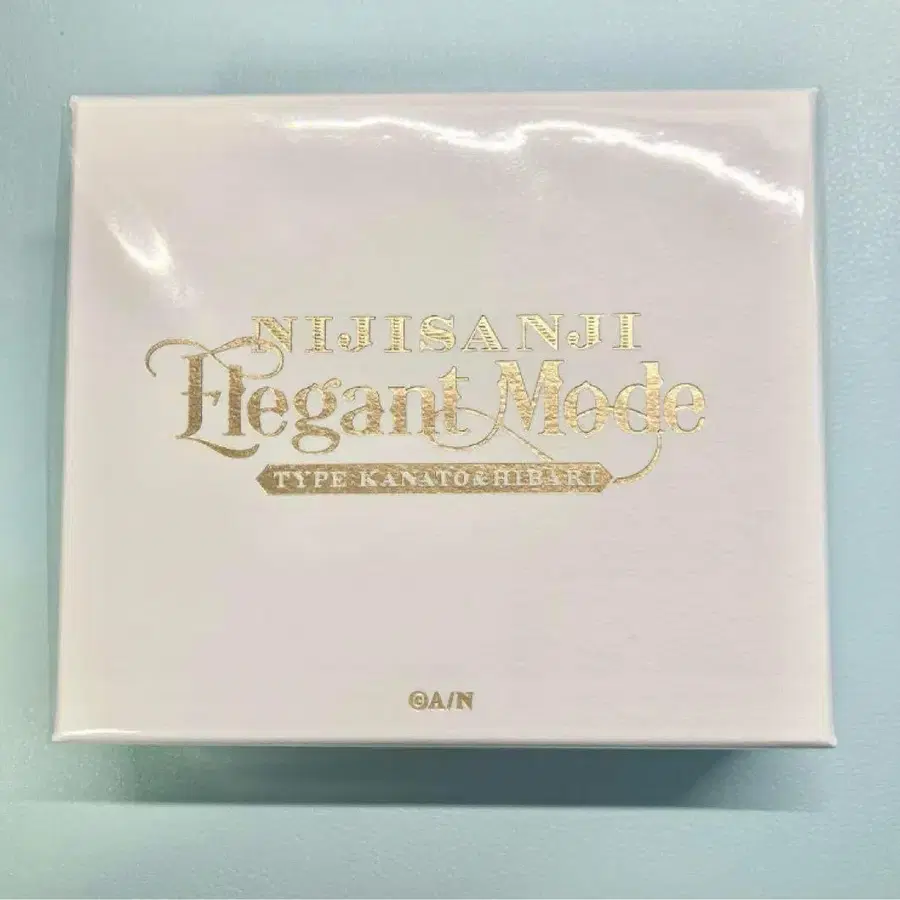 NIJISANJI
Elegant Mode
TYPE KANATO&HIBARI
©A/N